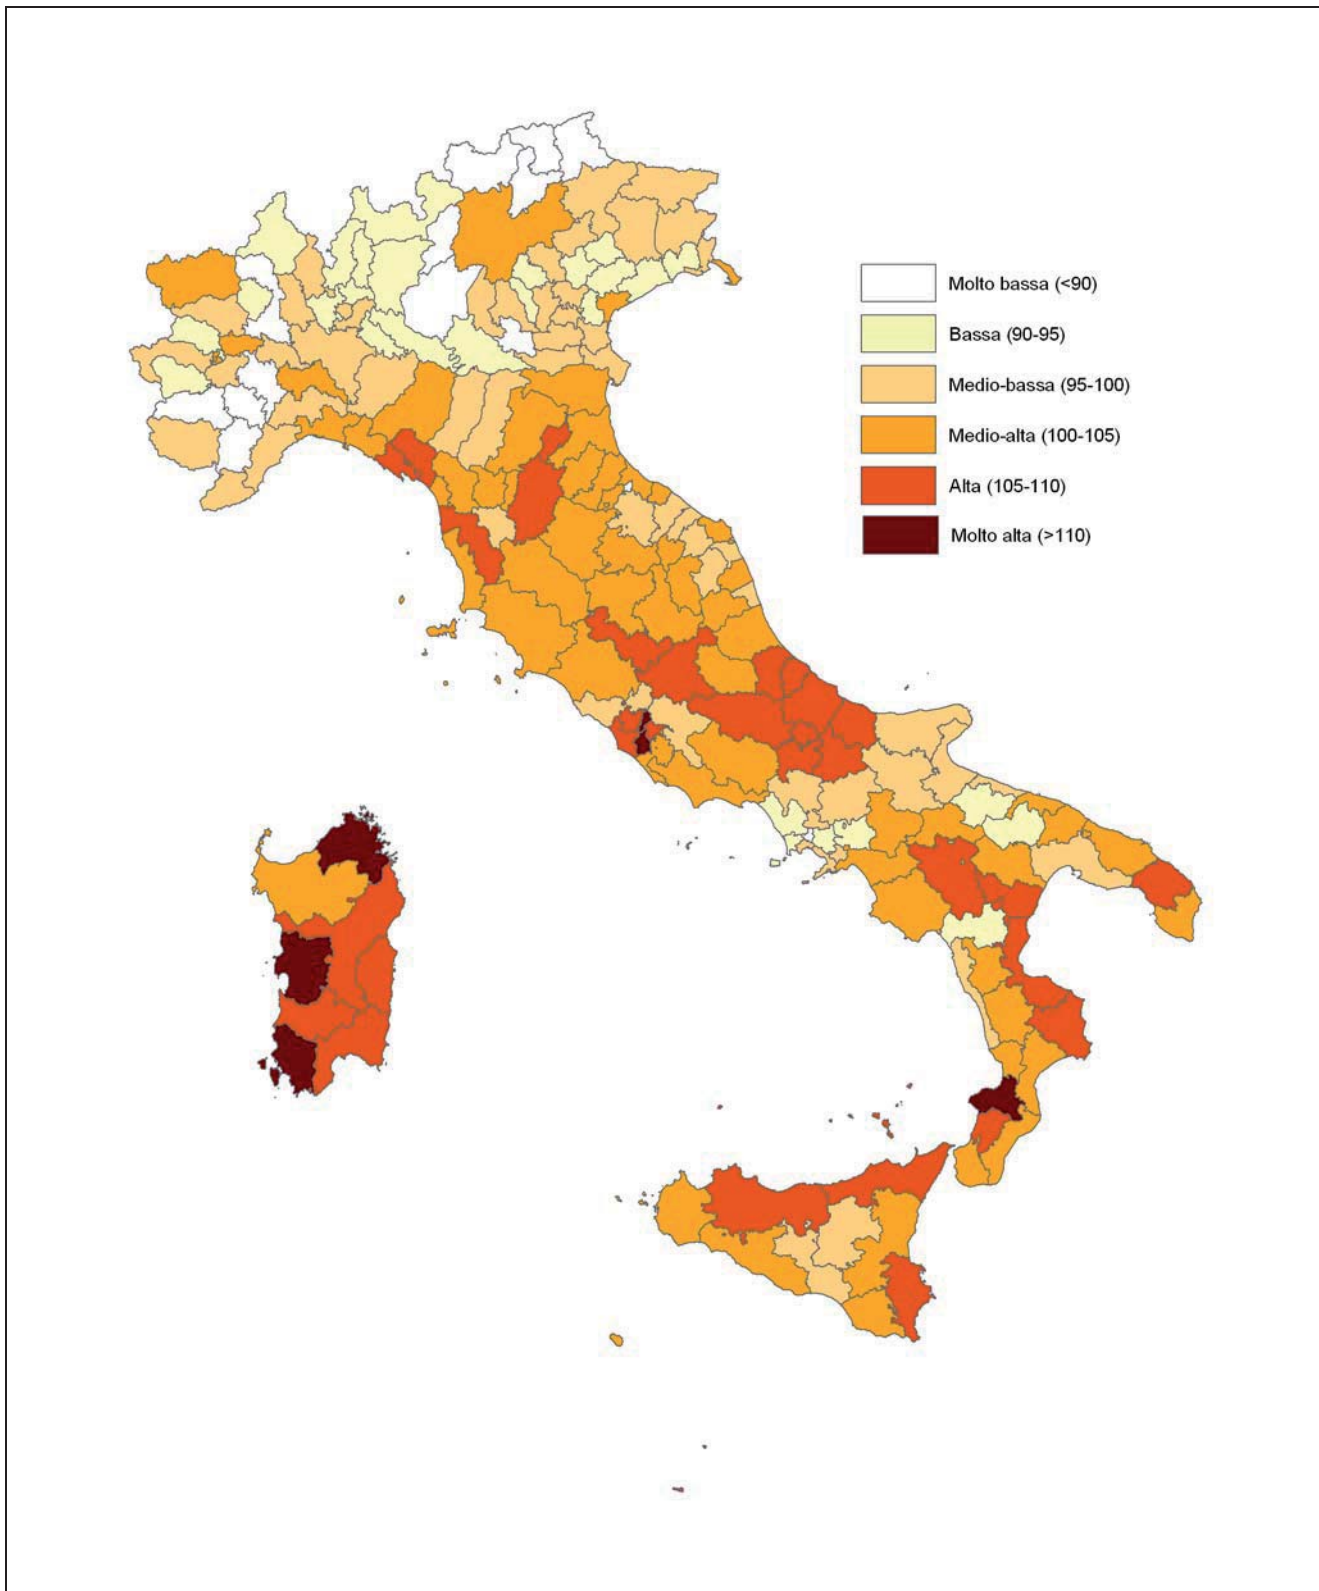 Molto bassa (<90)
Bassa (90-95)
Medio-bassa (95-100)
Medio-alta (100-105)
Alta (105-110)
Molto alta (>110)